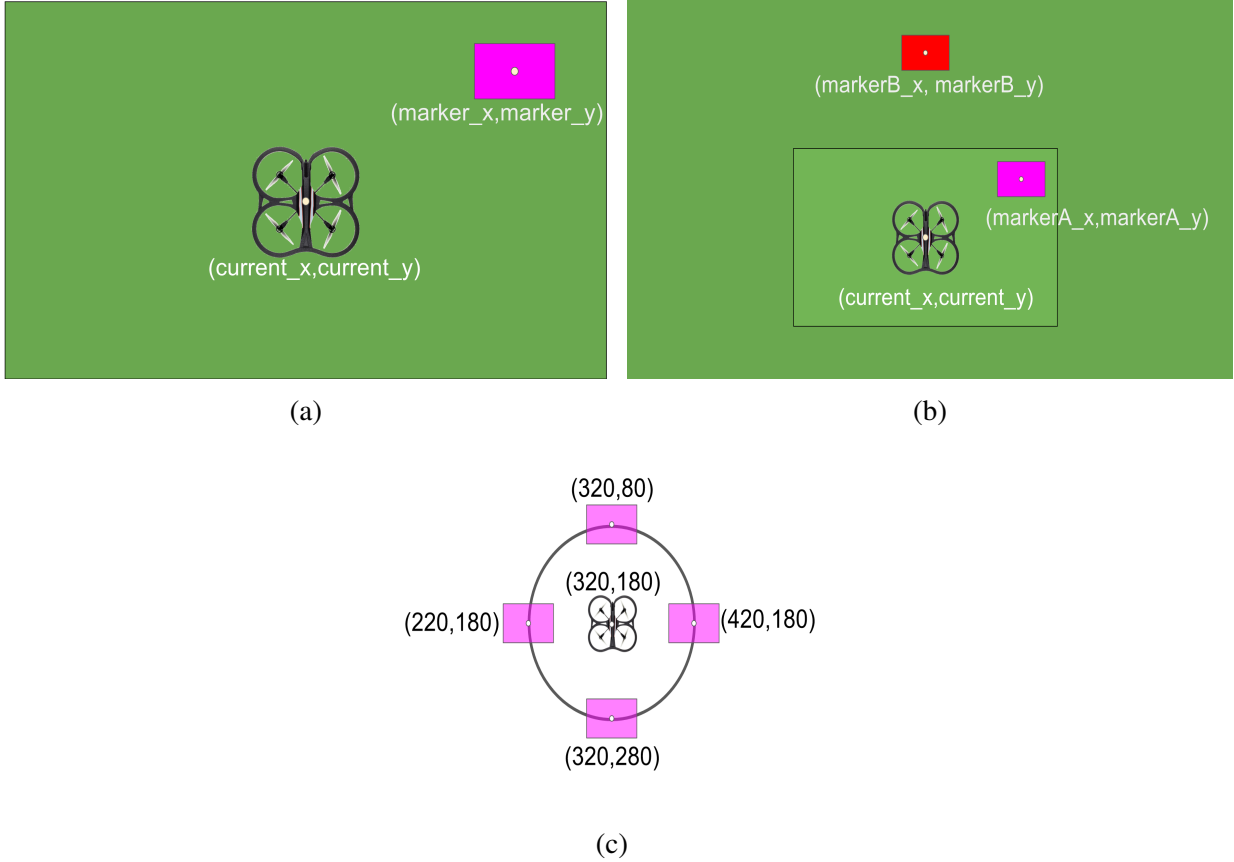 (marker_x,marker_y)
(current_x,current_y)
(a)
(markerB_x, markerB_y)
(markerA_x,markerA_y)
(current_x,current_y)
(b)
(320,80)
(320,180)
(220,180)
(420,180)
(320,280)
(c)